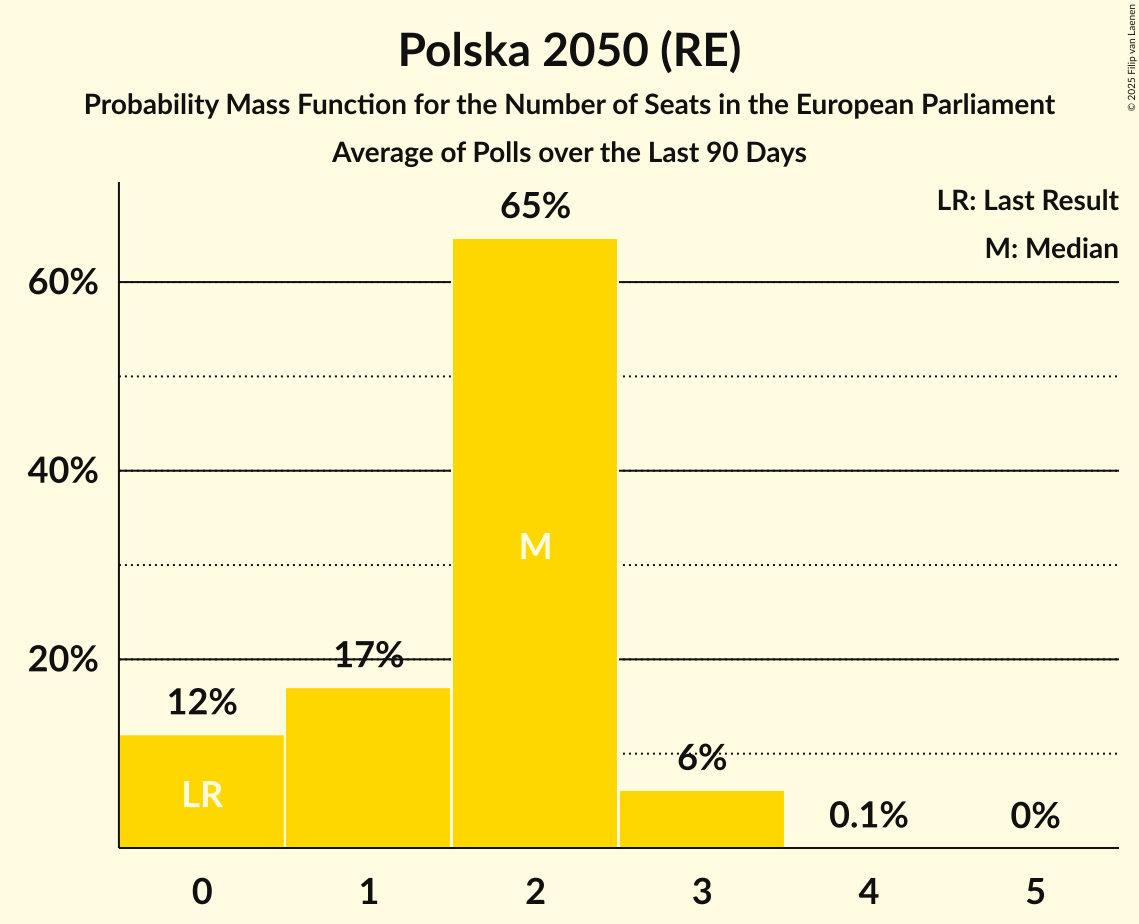 Polska 2050 (RE)
Probability Mass Function for the Number of Seats in the European Parliament
Average of Polls over the Last 90 Days
© 2025 Filip van Laenen
LR: Last Result
M: Median
65%
60%
40%
M
20%
17%
12%
6%
LR
0.1%
0%
0 1 2 3 4 5